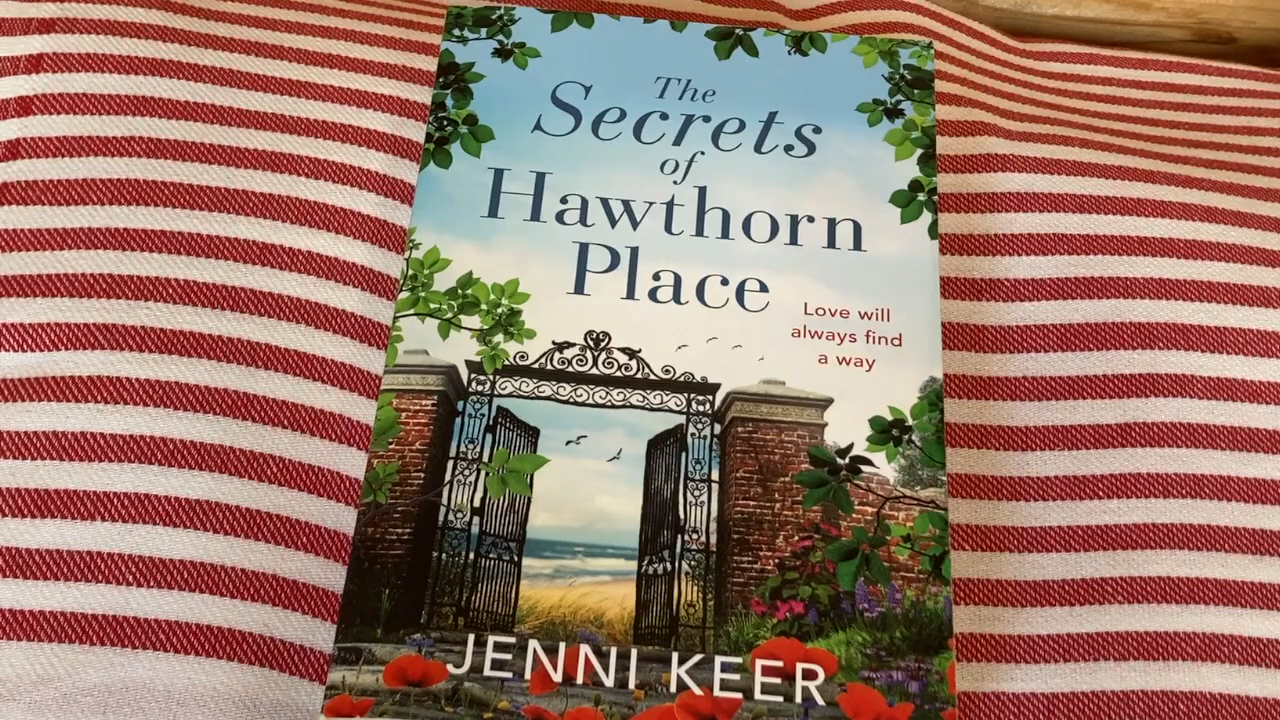 The
Secrets
of
Hawthorn
Place
Love will
always find
a way
JENNI KEER